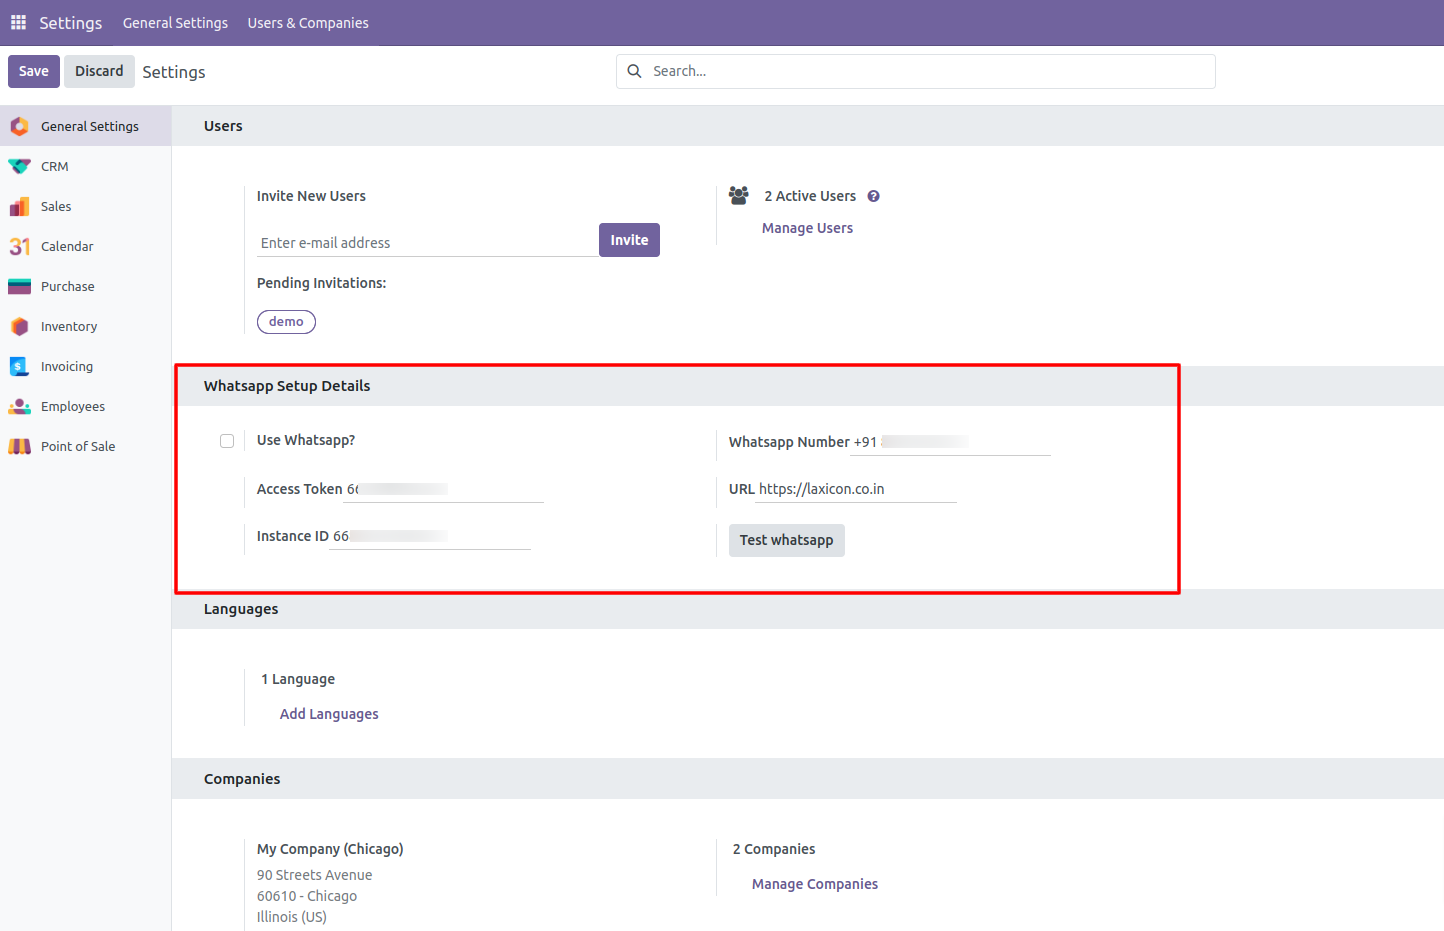 Settings General Settings Users & Companies
Save Discard Settings Search...
General Settings
CRM
Sales
31 Calendar
Purchase
Inventory
$ Invoicing
Employees
Point of Sale
Users
Invite New Users
Enter e-mail address Invite
Pending Invitations:
demo
2 Active Users ?
Manage Users
Whatsapp Setup Details
Use Whatsapp?
Whatsapp Number +91
Access Token 66
URL https://laxicon.co.in
Instance ID 66
Test whatsapp
Languages
1 Language
Add Languages
Companies
My Company (Chicago)
90 Streets Avenue
60610 - Chicago
Illinois (US)
2 Companies
Manage Companies